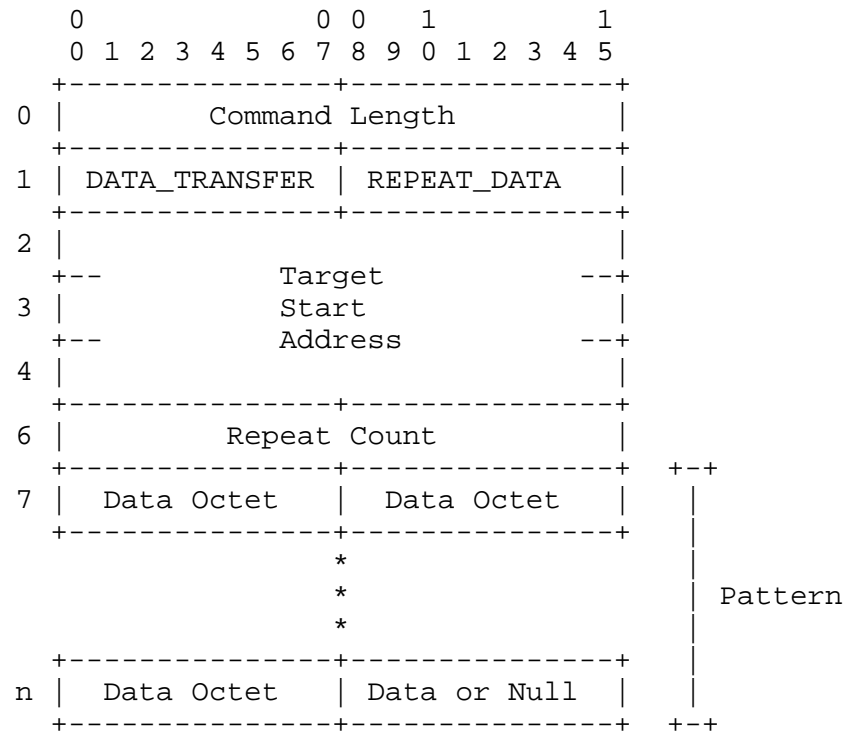 0             0 0   1         1
0 1 2 3 4 5 6 7 8 9 0 1 2 3 4 5
+---------------+---------------+
0 |        Command Length         |
+---------------+---------------+
1 | DATA_TRANSFER | REPEAT_DATA   |
+---------------+---------------+
2 |                               |
+--          Target           --+
3 |            Start              |
+--          Address          --+
4 |                               |
+---------------+---------------+
6 |         Repeat Count          |
+---------------+---------------+  +-+
7 |  Data Octet   |  Data Octet   |   |
+---------------+---------------+   |
*                   |
*                   | Pattern
*                   |
+---------------+---------------+   |
n |  Data Octet   | Data or Null  |   |
+---------------+---------------+  +-+